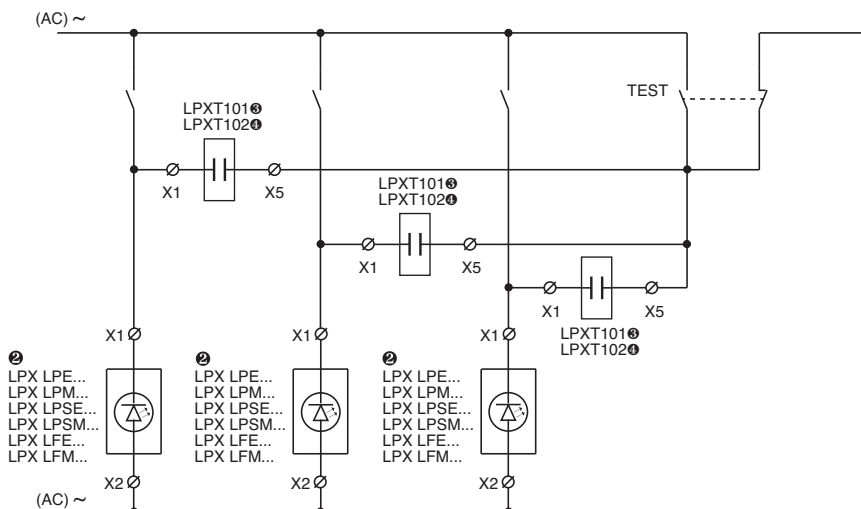 (AC) ~
TEST
LPXT101❸
LPXT102❹
X1
X5
LPXT101❸
LPXT102❹
X1
X5
X1
X5
LPXT101❸
LPXT102❹
X1
X1
X1
❷
LPX LPE...
LPX LPM...
LPX LPSE...
LPX LPSM...
LPX LFE...
LPX LFM...
❷
LPX LPE...
LPX LPM...
LPX LPSE...
LPX LPSM...
LPX LFE...
LPX LFM...
❷
LPX LPE...
LPX LPM...
LPX LPSE...
LPX LPSM...
LPX LFE...
LPX LFM...
X2
X2
X2
(AC) ~